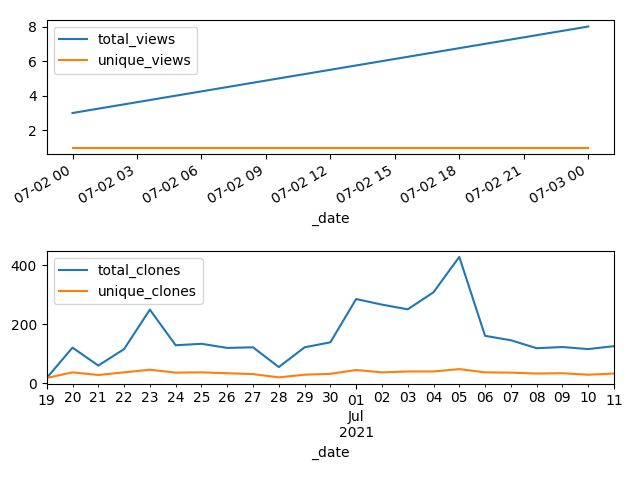 total_views
unique_views
8
6
4
2
07-02 00
07-02 03
07-02 06
07-02 09
07-02 12
07-02 15
07-02 18
07-02 21
07-03 00
_date
total_clones
unique_clones
400
200
0
19 20 21 22 23 24 25 26 27 28 29 30 01 02 03 04 05 06 07 08 09 10 11
Jul
2021
_date